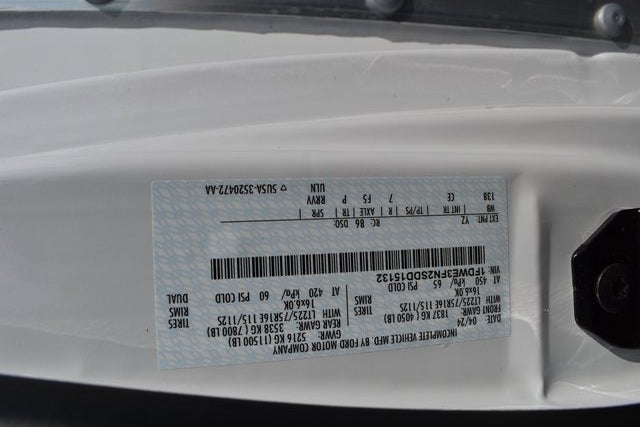 INCOMPLETE VEHICLE MFD. BY FORD MOTOR COMPANY
DATE: 04/24 GVWR: 5216 KG (11500 LB)
FRONT GAWR: 1837 KG (4050 LB) REAR GAWR: 3538 KG (7800 LB)
WITH LT225/75R16E 115/112S TIRES WITH LT225/75R16E 115/112S TIRES
16x6.0K RIMS 16x6.0K RIMS
AT 450 kPa/ 65 PSI COLD AT 420 kPa/ 60 PSI COLD DUAL
VIN: 1FDWE3FN2SDD15132
EXT PNT: YZ RC: 86 DSO:
WB INT TR TP/PS R AXLE TR SPR
138 CE 7 F5 P RRVV
ULN
5U5A-3520472-AA